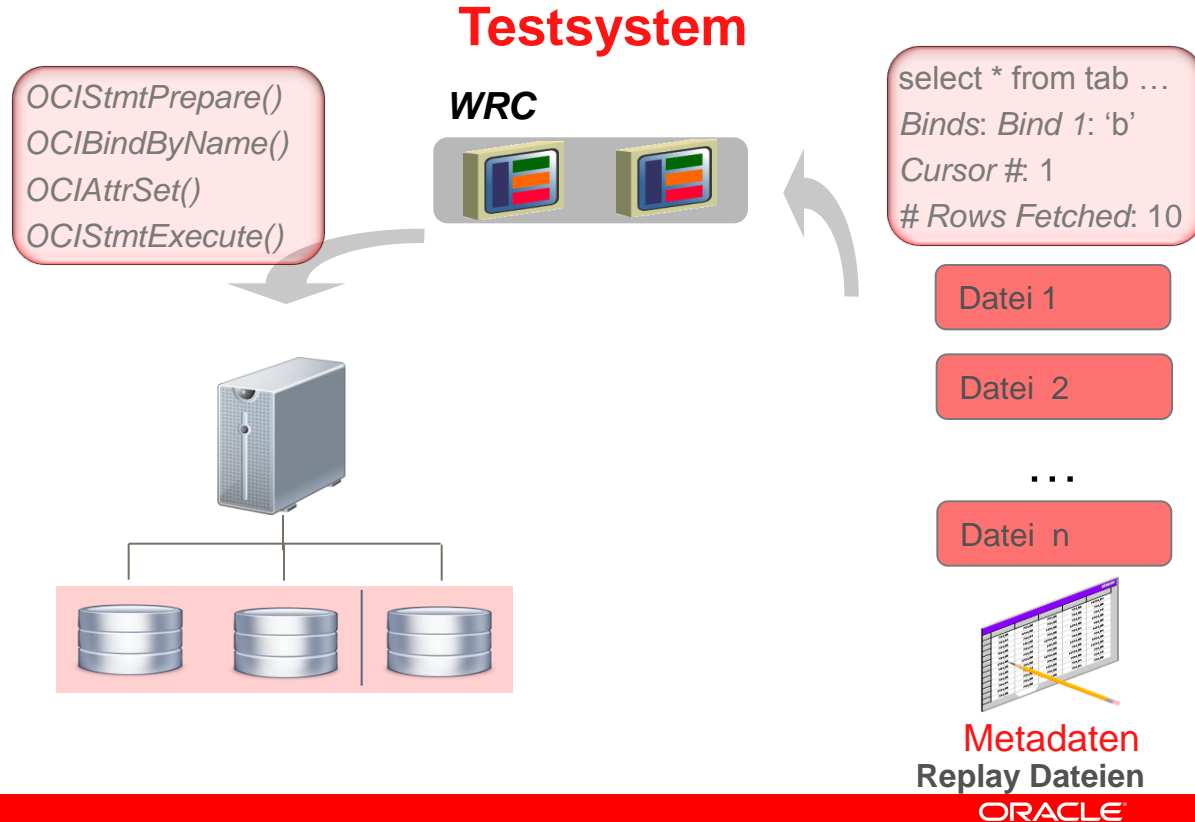 Testsystem
OCIStmtPrepare()
OCIBindByName()
OCIAttrSet()
OCIStmtExecute()
WRC
select * from tab …
Binds: Bind 1: ‘b’
Cursor #: 1
# Rows Fetched: 10
Datei 1
Datei 2
…
Datei n
Metadaten
Replay Dateien
ORACLE